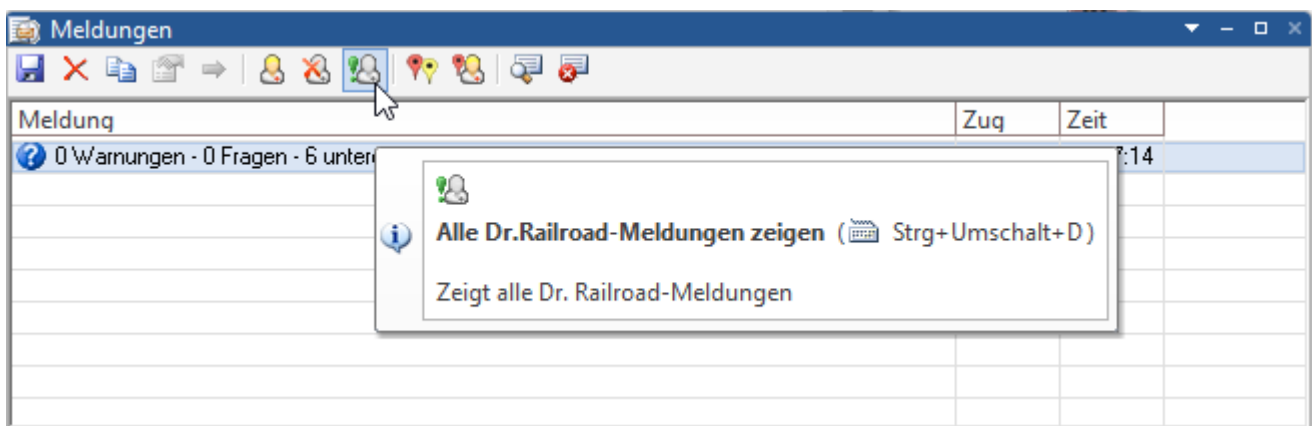 Meldungen
Meldung Zug Zeit
0 Warnungen - 0 Fragen - 6 :14
Alle Dr.Railroad-Meldungen zeigen ( Strg+Umschalt+D)
Zeigt alle Dr. Railroad-Meldungen